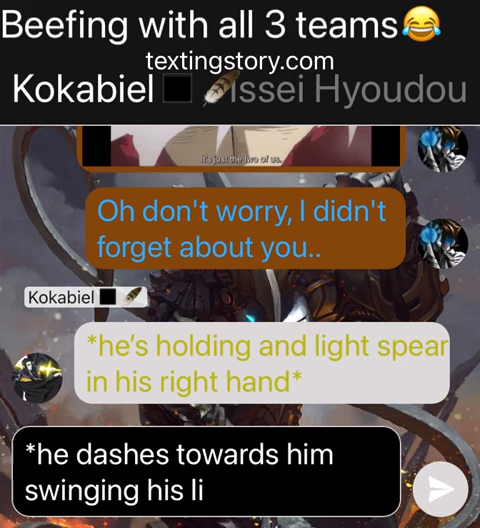 Beefing with all 3 teams😂
textingstory.com
Kokabiel⬛🪶Issei Hyoudou
It's just the two of us.
Oh don't worry, I didn't
forget about you..
Kokabiel⬛🪶
*he's holding and light spear
in his right hand*
*he dashes towards him
swinging his li